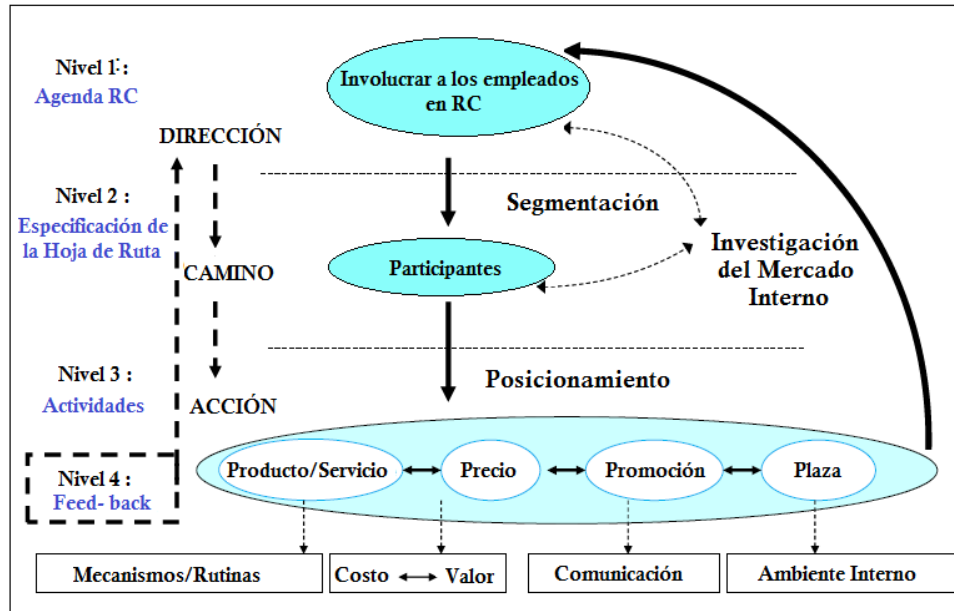 Nivel 1 :
Agenda RC
Involucrar a los empleados
en RC
DIRECCIÓN
Nivel 2 :
Especificación de
la Hoja de Ruta
Segmentación
CAMINO
Participantes
Investigación
del Mercado
Interno
Nivel 3 :
Actividades
ACCIÓN
Posicionamiento
Nivel 4 :
Feed- back
Producto/Servicio
Precio
Promoción
Plaza
Mecanismos/Rutinas
Costo
Valor
Comunicación
Ambiente Interno